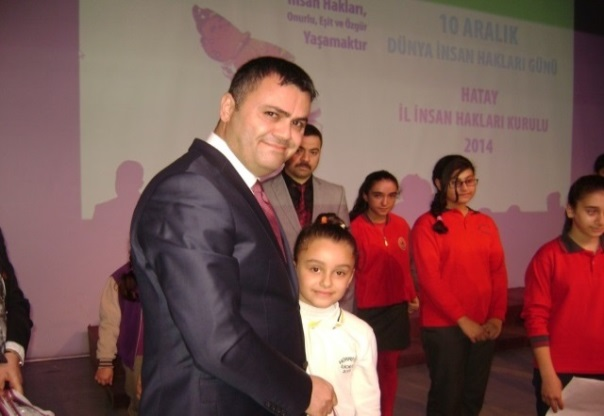 İnsan Hakları,
Onurlu, Eşit ve Özgür
Yaşamaktır
10 ARALIK
DÜNYA İNSAN HAKLARI GÜNÜ
HATAY
İL İNSAN HAKLARI KURULU
2014